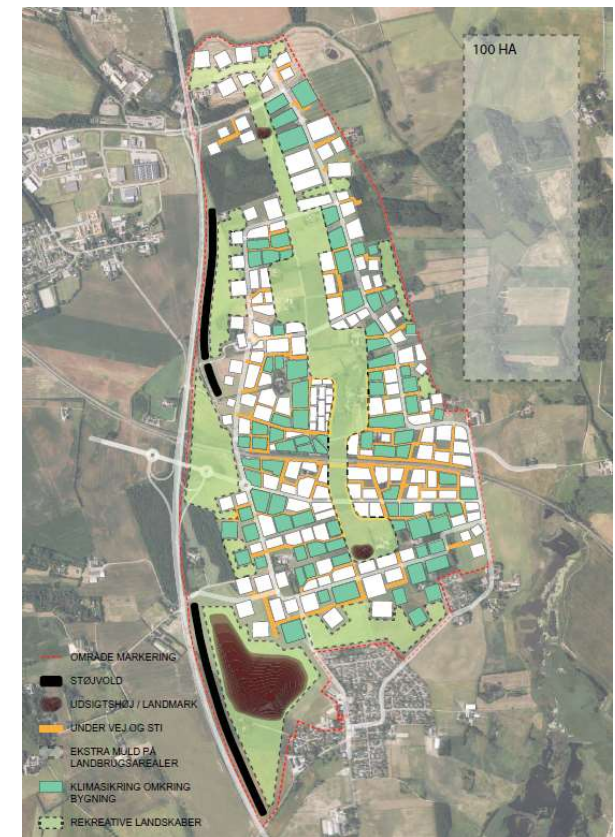 100 HA
OMRÅDE MARKERING
STØJVOLD
UDSIGTSHØJ / LANDMARK
UNDER VEJ OG STI
EKSTRA MULD PÅ
LANDBRUGSAREALER
KLIMASIKRING OMKRING
BYGNING
REKREATIVE LANDSKABER